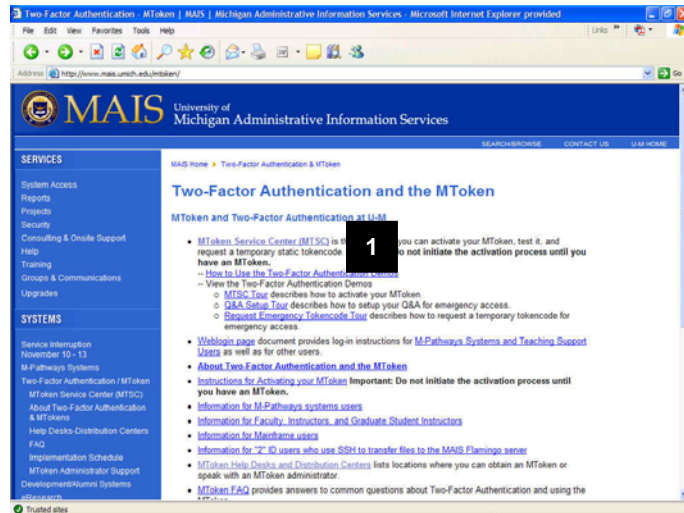 Two-Factor Authentication - MToken | MAIS | Michigan Administrative Information Services - Microsoft Internet Explorer provided
File Edit View Favorites Tools Help
Links
Address http://www.mais.umich.edu/mtoken/
Go
MAIS University of
Michigan Administrative Information Services
SEARCH/BROWSE CONTACT US U-M HOME
SERVICES
System Access
Reports
Projects
Security
Consulting & Onsite Support
Help
Training
Groups & Communications
Upgrades
SYSTEMS
Service Interruption
November 10 - 13
M-Pathways Systems
Two-Factor Authentication / MToken
MToken Service Center (MTSC)
About Two-Factor Authentication
& MTokens
Help Desks-Distribution Centers
FAQ
Implementation Schedule
MToken Administrator Support
Development/Alumni Systems
eResearch
MAIS Home > Two-Factor Authentication & MToken
Two-Factor Authentication and the MToken
MToken and Two-Factor Authentication at U-M
1
• MToken Service Center (MTSC) is you can activate your MToken, test it, and
request a temporary static tokencode. Do not initiate the activation process until you
have an MToken.
-- How to Use the Two-Factor Authentication Demos
-- View the Two-Factor Authentication Demos
o MTSC Tour describes how to activate your MToken.
o Q&A Setup Tour describes how to setup your Q&A for emergency access.
o Request Emergency Tokencode Tour describes how to request a temporary tokencode for
emergency access.
• Weblogin page document provides log-in instructions for M-Pathways Systems and Teaching Support
Users as well as for other users.
• About Two-Factor Authentication and the MToken
• Instructions for Activating your MToken Important: Do not initiate the activation process until
you have an MToken.
• Information for M-Pathways systems users
• Information for Faculty, Instructors, and Graduate Student Instructors
• Information for Mainframe users
• Information for "2" ID users who use SSH to transfer files to the MAIS Flamingo server
• MToken Help Desks and Distribution Centers lists locations where you can obtain an MToken or
speak with an MToken administrator.
• MToken FAQ provides answers to common questions about Two-Factor Authentication and using the
MToken.
Trusted sites